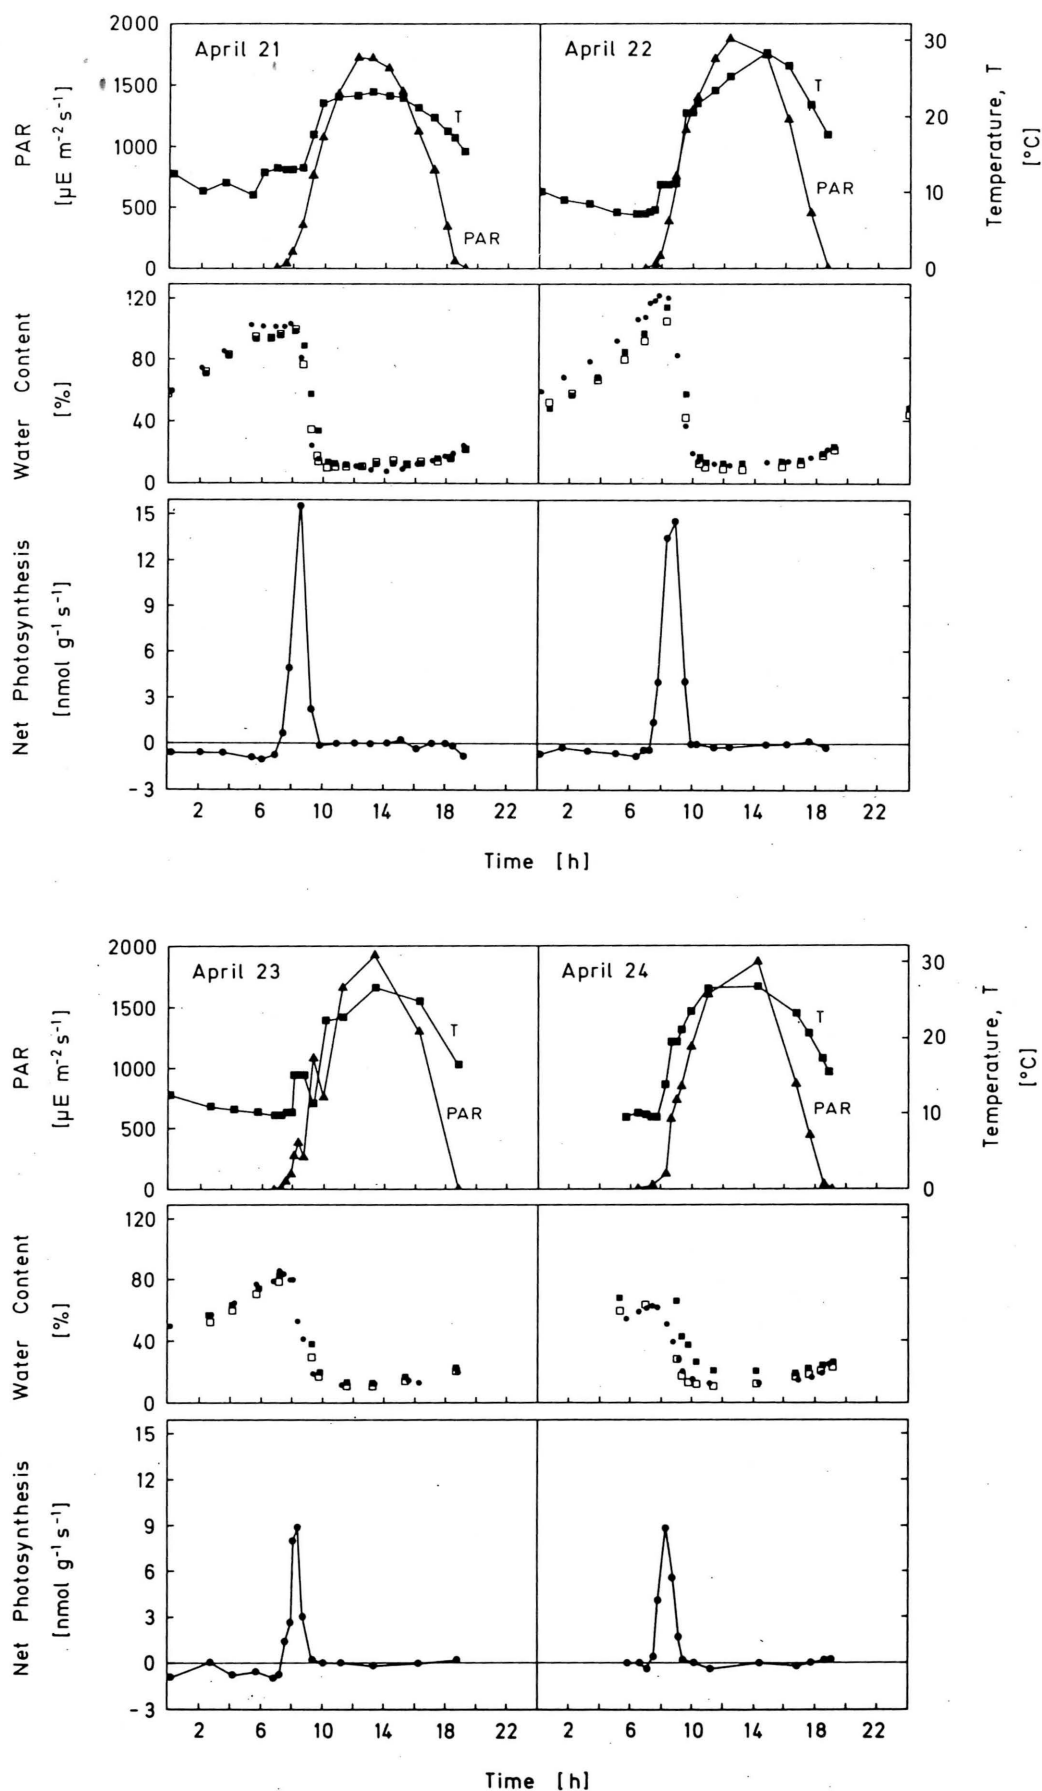 2000
1500
1000
500
0
PAR
[µE m⁻² s⁻¹]
April 21
T
PAR
April 22
T
PAR
30
20
10
0
Temperature, T
[°C]
120
80
40
0
Water Content
[%]
15
12
9
6
3
0
-3
Net Photosynthesis
[nmol g⁻¹ s⁻¹]
2 6 10 14 18 22 2 6 10 14 18 22
Time [h]
2000
1500
1000
500
0
PAR
[µE m⁻² s⁻¹]
April 23
T
PAR
April 24
T
PAR
30
20
10
0
Temperature, T
[°C]
120
80
40
0
Water Content
[%]
15
12
9
6
3
0
-3
Net Photosynthesis
[nmol g⁻¹ s⁻¹]
2 6 10 14 18 22 2 6 10 14 18 22
Time [h]